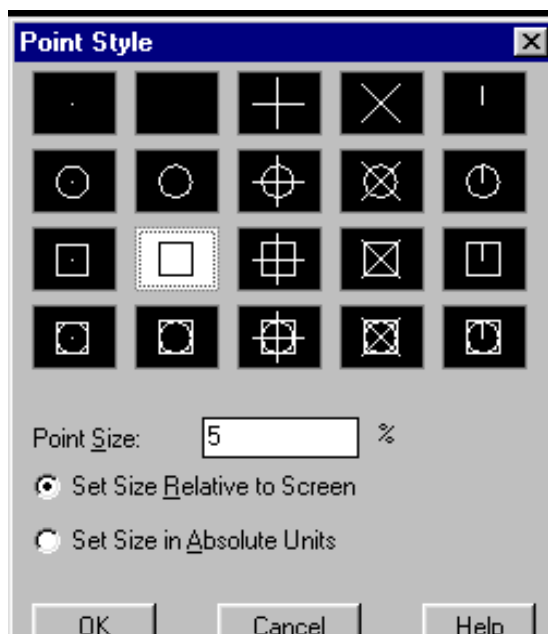 Point Style
Point Size: 5 %
Set Size Relative to Screen
Set Size in Absolute Units
OK Cancel Help